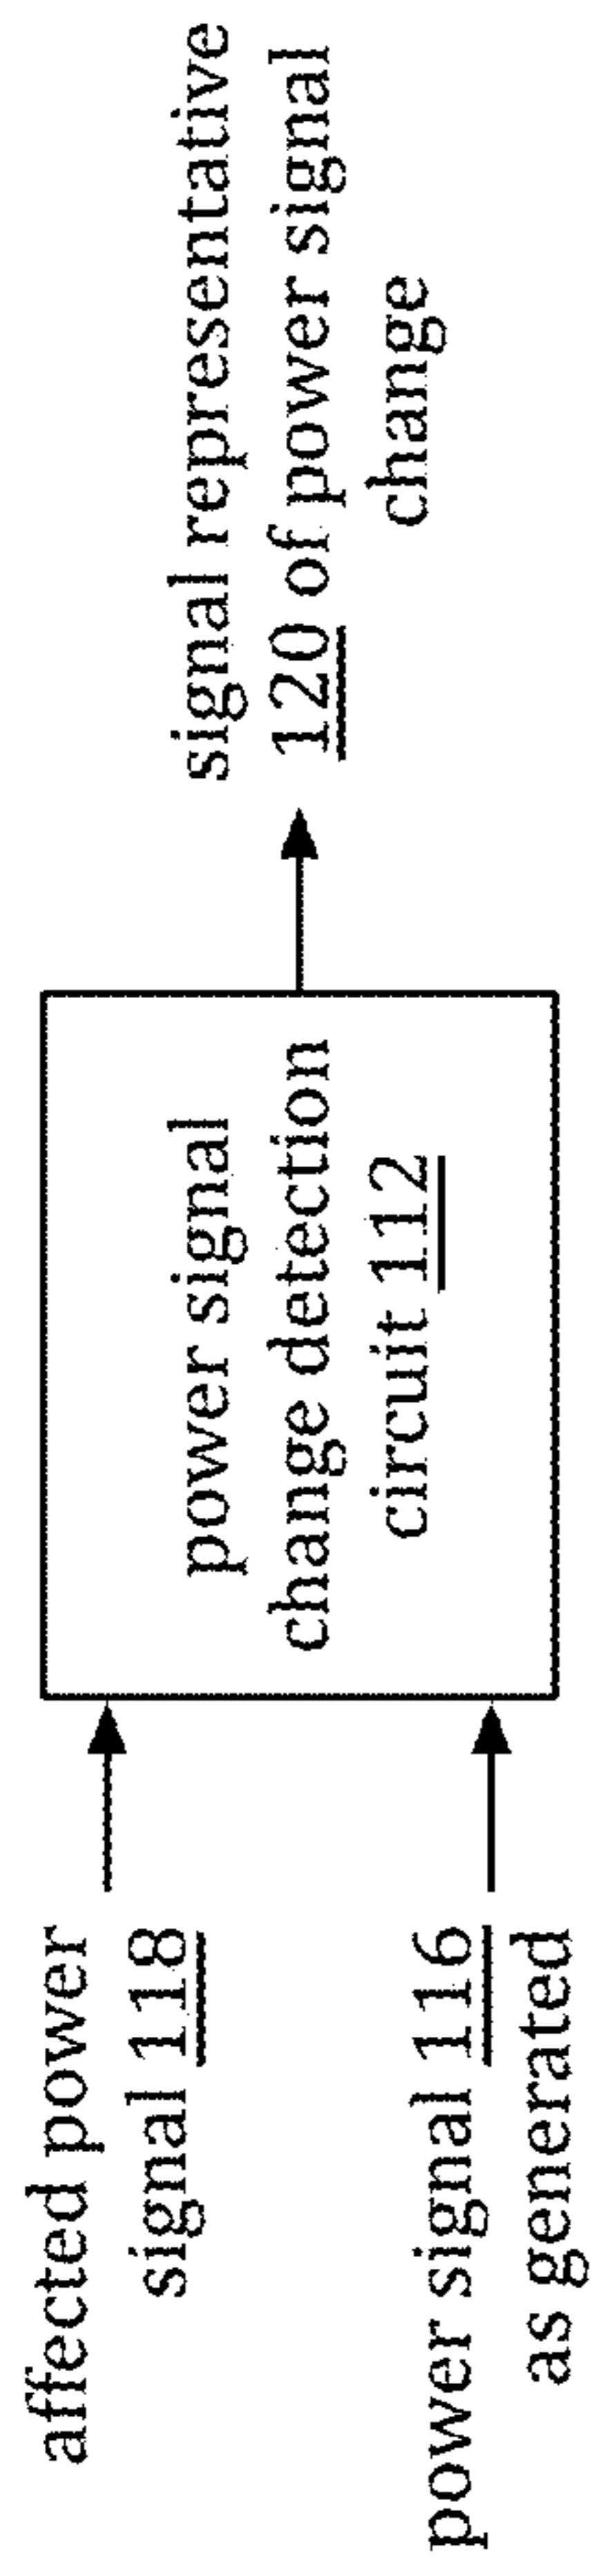 affected power
signal 118
power signal 116
as generated
power signal
change detection
circuit 112
signal representative
120 of power signal
change